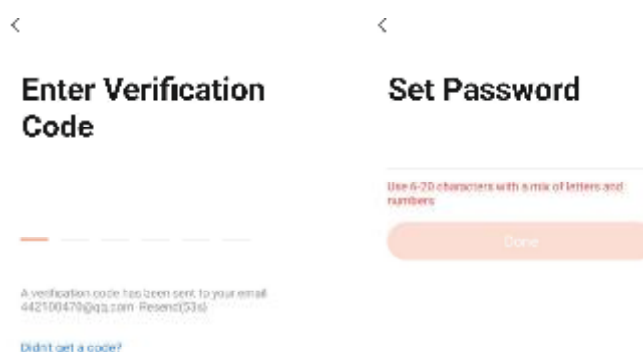 Enter Verification
Code
A verification code has been sent to your email
442100470@qq.com Resend(53s)
Didn't get a code?
Set Password
Use 6-20 characters with a mix of letters and
numbers
Done